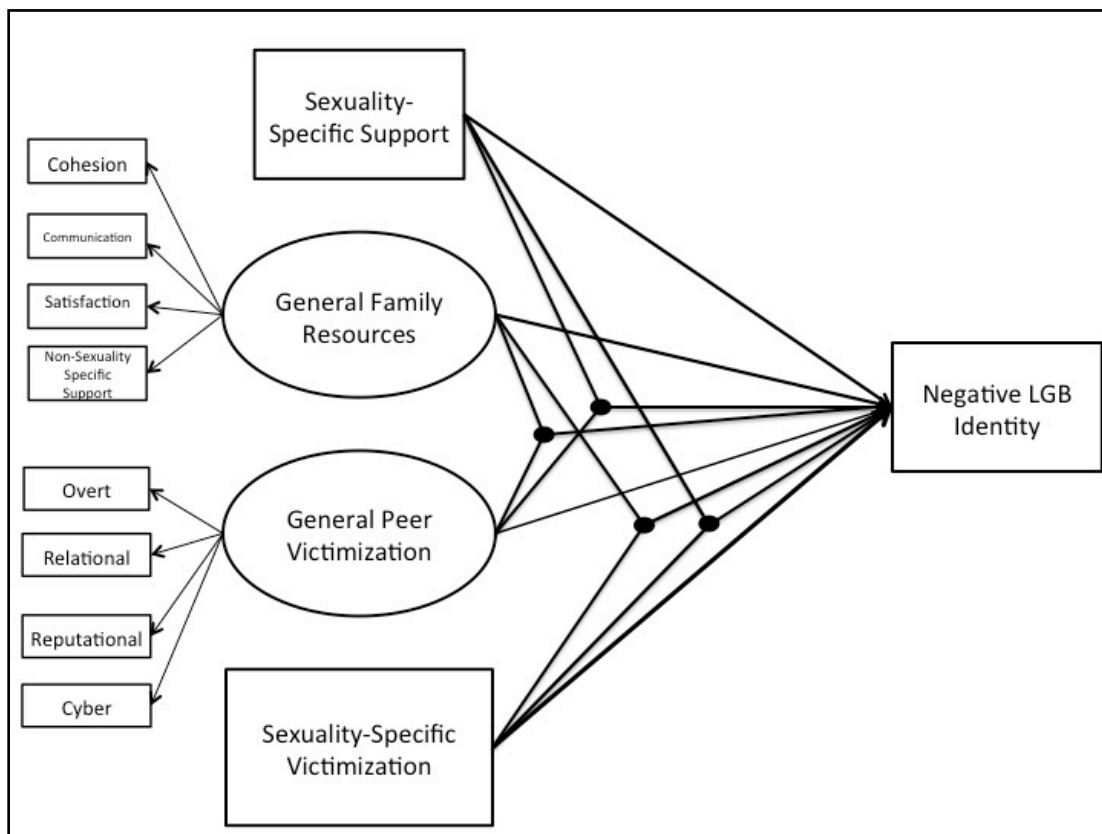 Sexuality-
Specific Support
Cohesion
Communication
Satisfaction
Non-Sexuality
Specific
Support
General Family
Resources
Negative LGB
Identity
Overt
Relational
Reputational
Cyber
General Peer
Victimization
Sexuality-Specific
Victimization